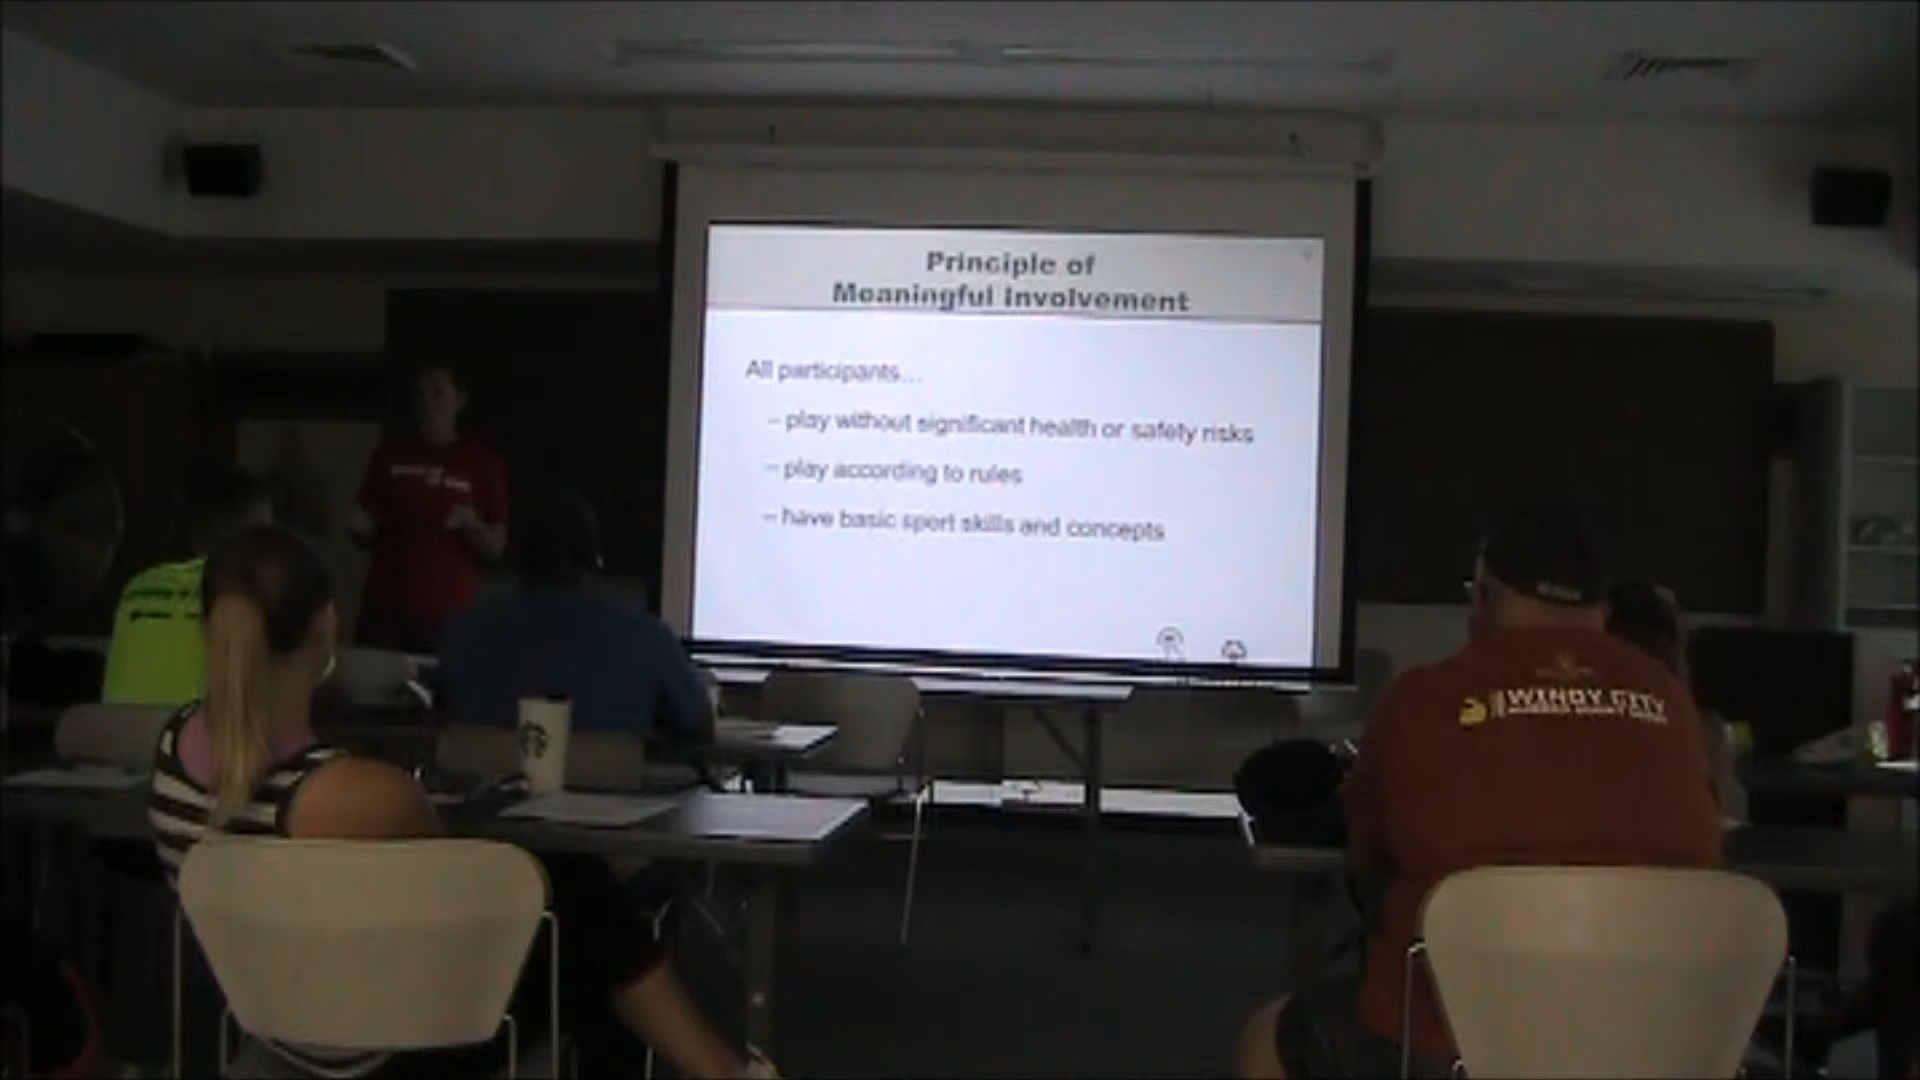 Principle of
Meaningful Involvement
All participants...
– play without significant health or safety risks
– play according to rules
– have basic sport skills and concepts
WINDY CITY